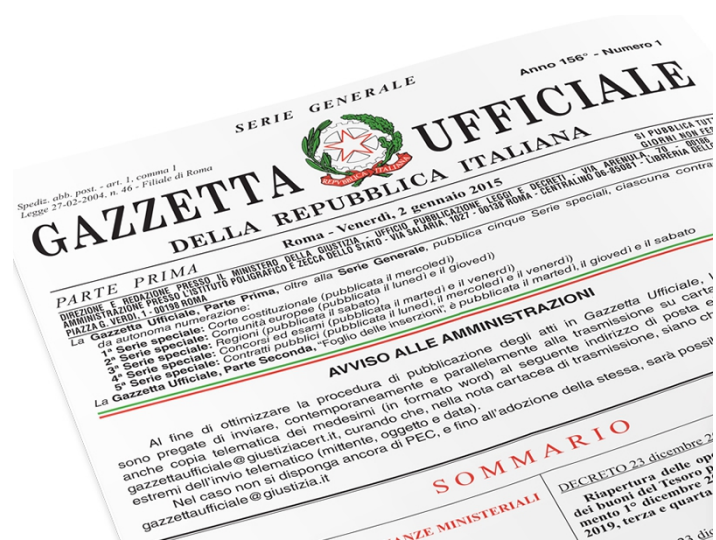 Spediz. abb. post. - art. 1, comma 1
Legge 27-02-2004, n. 46 - Filiale di Roma
SERIE GENERALE
Anno 156° - Numero 1
GAZZETTA UFFICIALE
REPVBBLICA ITALIANA
DELLA REPUBBLICA ITALIANA
PARTE PRIMA
Roma - Venerdì, 2 gennaio 2015
SI PUBBLICA TUTT
GIORNI NON FES
DIREZIONE E REDAZIONE PRESSO IL MINISTERO DELLA GIUSTIZIA - UFFICIO PUBBLICAZIONE LEGGI E DECRETI - VIA ARENULA, 70 - 00186
AMMINISTRAZIONE PRESSO L'ISTITUTO POLIGRAFICO E ZECCA DELLO STATO - VIA SALARIA, 1027 - 00138 ROMA - CENTRALINO 06-85081 - LIBRERIA DELLO
PIAZZA G. VERDI, 1 - 00198 ROMA
La Gazzetta Ufficiale, Parte Prima, oltre alla Serie Generale, pubblica cinque Serie speciali, ciascuna contra
da autonoma numerazione:
1ª Serie speciale: Corte costituzionale (pubblicata il mercoledì)
2ª Serie speciale: Comunità europee (pubblicata il lunedì e il giovedì)
3ª Serie speciale: Regioni (pubblicata il sabato)
4ª Serie speciale: Concorsi ed esami (pubblicata il martedì e il venerdì)
5ª Serie speciale: Contratti pubblici (pubblicata il lunedì, il mercoledì e il venerdì)
La Gazzetta Ufficiale, Parte Seconda, "Foglio delle inserzioni", è pubblicata il martedì, il giovedì e il sabato
AVVISO ALLE AMMINISTRAZIONI
Al fine di ottimizzare la procedura di pubblicazione degli atti in Gazzetta Ufficiale, l
sono pregate di inviare, contemporaneamente e parallelamente alla trasmissione su carta
anche copia telematica dei medesimi (in formato word) al seguente indirizzo di posta e
gazzettaufficiale@giustiziacert.it, curando che, nella nota cartacea di trasmissione, siano ch
estremi dell'invio telematico (mittente, oggetto e data).
Nel caso non si disponga ancora di PEC, e fino all'adozione della stessa, sarà possi
gazzettaufficiale@giustizia.it
SOMMARIO
ANZE MINISTERIALI
DECRETO 23 dicembre 2
Riapertura delle ope
dei buoni del Tesoro p
mento 1° dicembre 2
2019, terza e quarta